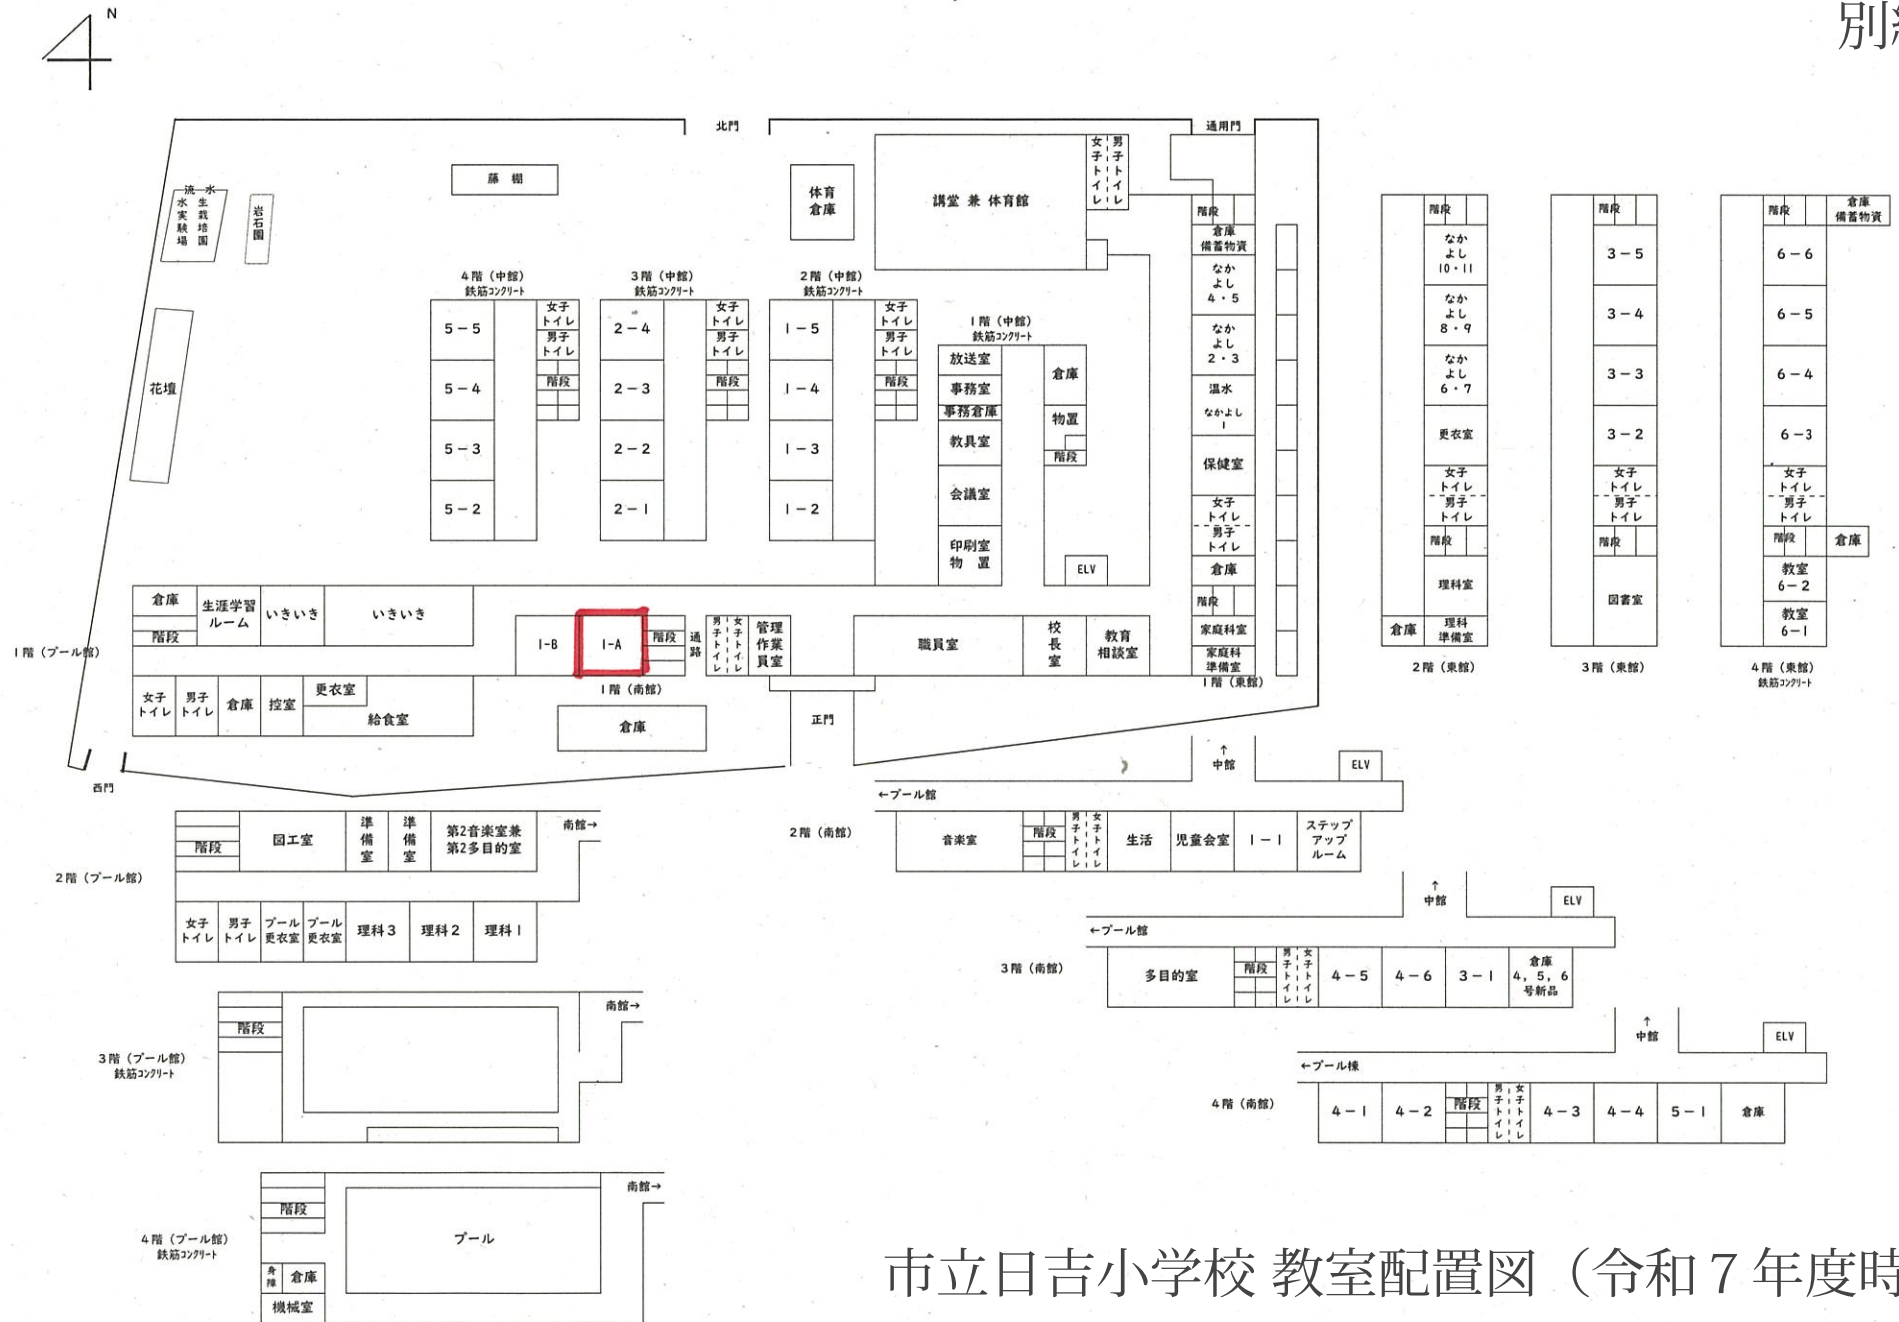 N
別
北門
通用門
流水実験場
水生栽培園
岩石園
藤棚
体育
倉庫
講堂 兼 体育館
女子トイレ
男子トイレ
花壇
4階（中館）
鉄筋コンクリート
5－5
5－4
5－3
5－2
女子
トイレ
男子
トイレ
階段
3階（中館）
鉄筋コンクリート
2－4
2－3
2－2
2－1
女子
トイレ
男子
トイレ
階段
2階（中館）
鉄筋コンクリート
1－5
1－4
1－3
1－2
女子
トイレ
男子
トイレ
階段
1階（中館）
鉄筋コンクリート
放送室
事務室
事務倉庫
教具室
会議室
印刷室
物　置
倉庫
物置
階段
ELV
階段
倉庫
備蓄物資
なか
よし
4・5
なか
よし
2・3
温水
なかよし
1
保健室
女子
トイレ
男子
トイレ
倉庫
階段
家庭科室
家庭科
準備室
1階（東館）
階段
なか
よし
10・11
なか
よし
8・9
なか
よし
6・7
更衣室
女子
トイレ
男子
トイレ
階段
理科室
倉庫
理科
準備室
2階（東館）
階段
3－5
3－4
3－3
3－2
女子
トイレ
男子
トイレ
階段
図書室
3階（東館）
階段
倉庫
備蓄物資
6－6
6－5
6－4
6－3
女子
トイレ
男子
トイレ
階段
倉庫
教室
6－2
教室
6－1
4階（東館）
鉄筋コンクリート
1階（プール館）
倉庫
階段
生涯学習
ルーム
いきいき
いきいき
女子
トイレ
男子
トイレ
倉庫
控室
更衣室
給食室
1-B
1-A
階段
通路
男子トイレ
女子トイレ
管理
作業
員室
職員室
校長室
教育
相談室
1階（南館）
倉庫
正門
西門
2階（プール館）
階段
図工室
準備室
準備室
第2音楽室兼
第2多目的室
南館→
女子
トイレ
男子
トイレ
プール
更衣室
プール
更衣室
理科3
理科2
理科1
2階（南館）
←プール館
↑
中館
ELV
音楽室
階段
男子トイレ
女子トイレ
生活
児童会室
1－1
ステップ
アップ
ルーム
3階（南館）
←プール館
↑
中館
ELV
多目的室
階段
男子トイレ
女子トイレ
4－5
4－6
3－1
倉庫
4，5，6
号新品
4階（南館）
←プール棟
↑
中館
ELV
4－1
4－2
階段
男子トイレ
女子トイレ
4－3
4－4
5－1
倉庫
3階（プール館）
鉄筋コンクリート
階段
南館→
4階（プール館）
鉄筋コンクリート
階段
南館→
プール
身障
倉庫
機械室
市立日吉小学校 教室配置図（令和７年度時